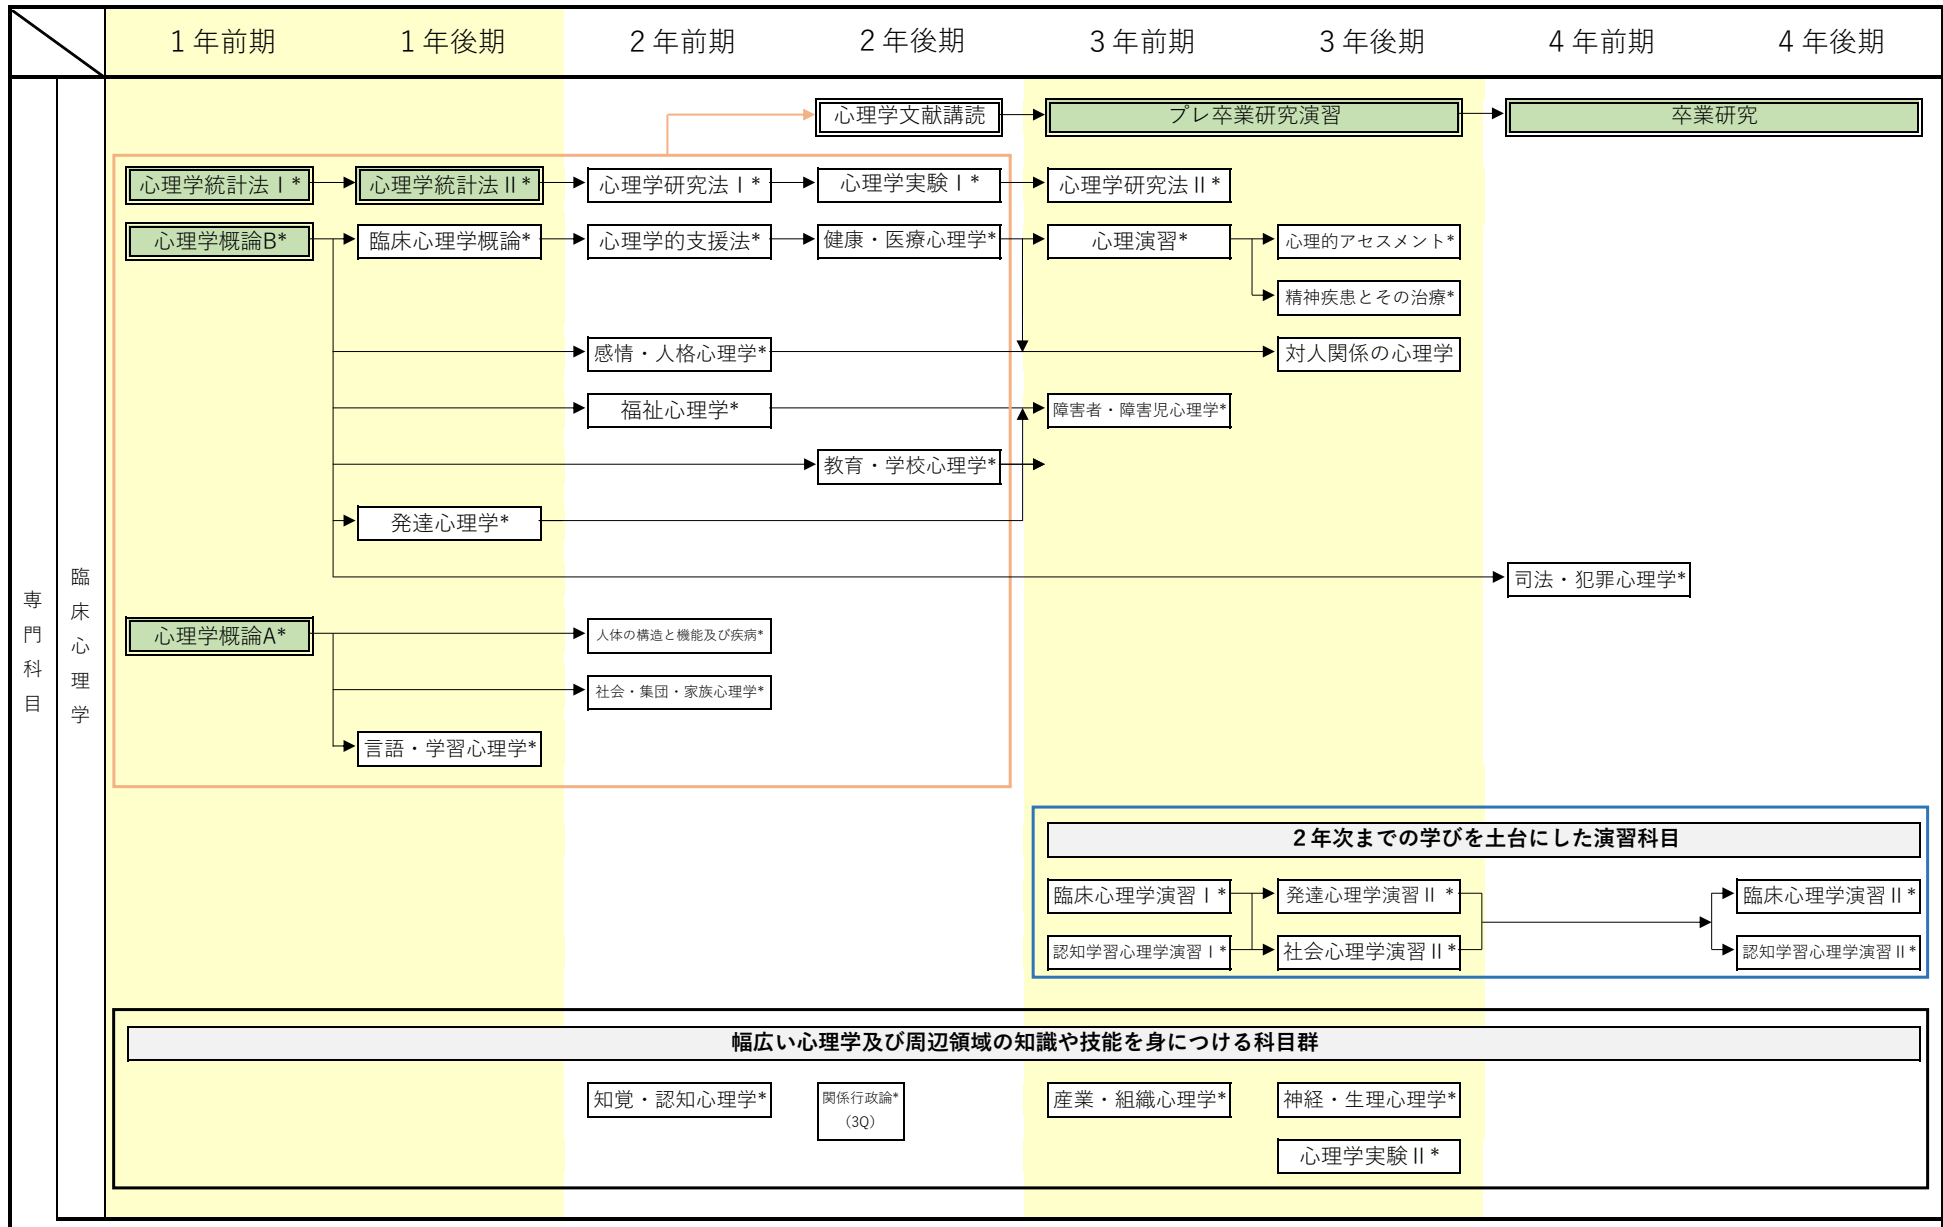 1年前期 1年後期 2年前期 2年後期 3年前期 3年後期 4年前期 4年後期
心理学文献講読 プレ卒業研究演習 卒業研究
心理学統計法Ⅰ* 心理学統計法Ⅱ* 心理学研究法Ⅰ* 心理学実験Ⅰ* 心理学研究法Ⅱ*
心理学概論B* 臨床心理学概論* 心理学的支援法* 健康・医療心理学* 心理演習* 心理的アセスメント*
精神疾患とその治療*
感情・人格心理学* 対人関係の心理学
福祉心理学* 障害者・障害児心理学*
教育・学校心理学*
発達心理学*
司法・犯罪心理学*
専門科目
臨床心理学
心理学概論A* 人体の構造と機能及び疾病*
社会・集団・家族心理学*
言語・学習心理学*
2年次までの学びを土台にした演習科目
臨床心理学演習Ⅰ* 発達心理学演習Ⅱ * 臨床心理学演習Ⅱ*
認知学習心理学演習Ⅰ* 社会心理学演習Ⅱ* 認知学習心理学演習Ⅱ*
幅広い心理学及び周辺領域の知識や技能を身につける科目群
知覚・認知心理学* 関係行政論* 産業・組織心理学* 神経・生理心理学*
(3Q)
心理学実験Ⅱ*